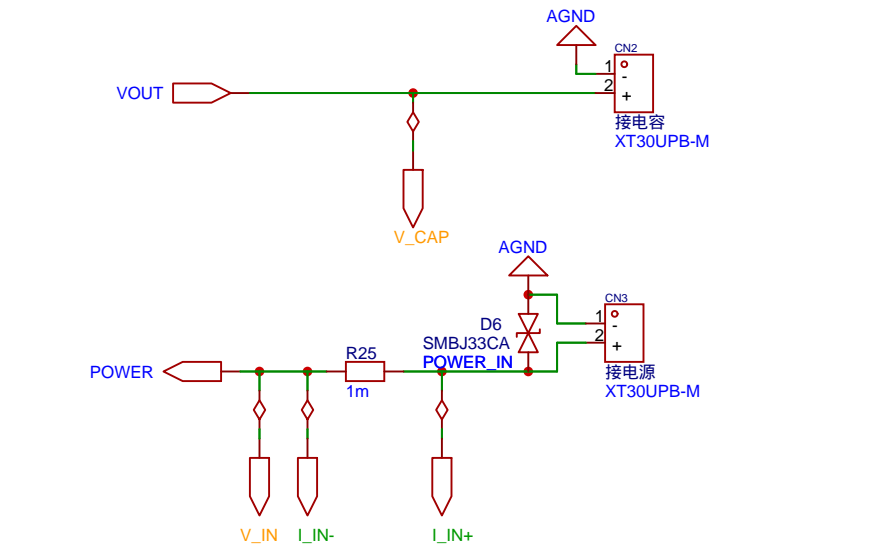 AGND
CN2
VOUT
1
-
2
+
接电容
XT30UPB-M
V_CAP
AGND
CN3
D6
1
-
SMBJ33CA
2
+
R25
POWER_IN
POWER
接电源
1m
XT30UPB-M
V_IN
I_IN-
I_IN+